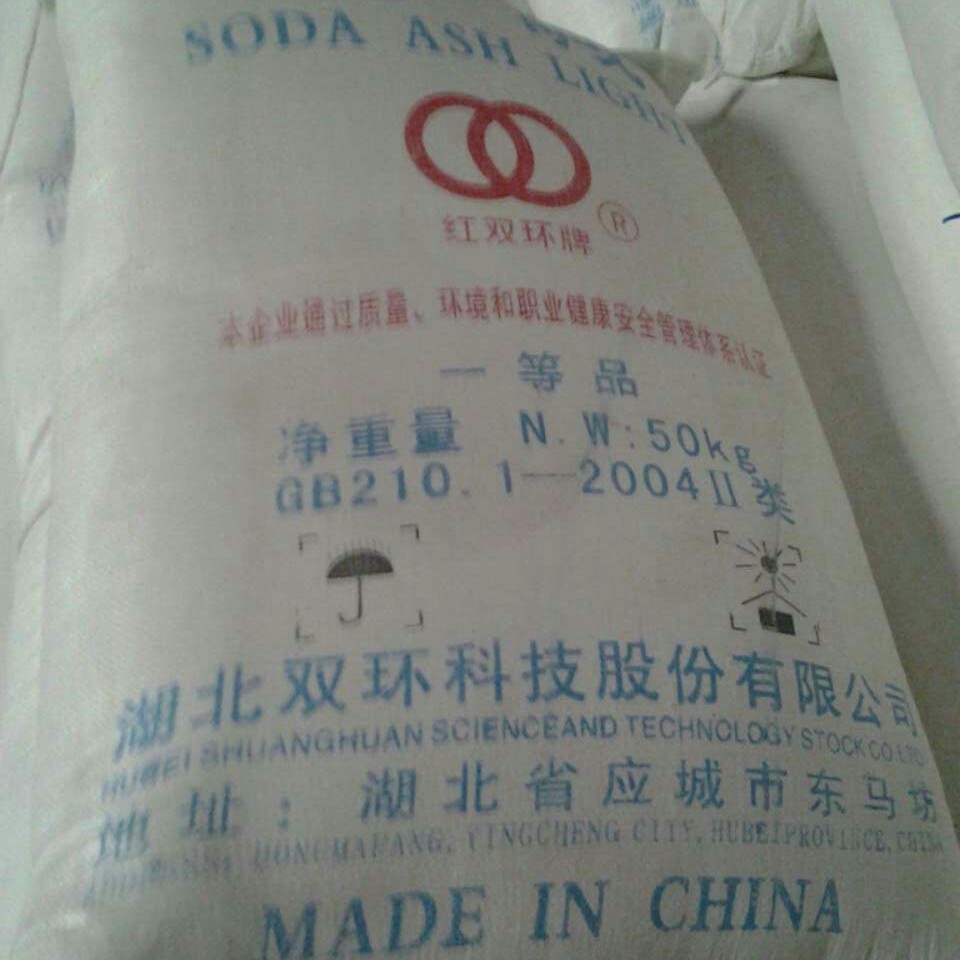 SODA ASH LIGHT
红双环牌 ®
本企业通过质量、环境和职业健康安全管理体系认证
一等品
净重量 N.W:50kg
GB210.1—2004II类
湖北双环科技股份有限公司
HUBEI SHUANGHUAN SCIENCEAND TECHNOLOGY STOCK CO.LTD
地址：湖北省应城市东马坊
ADDRESS: DONGMAFANG, YINGCHENG CITY, HUBEIPROVINCE, CHINA
MADE IN CHINA